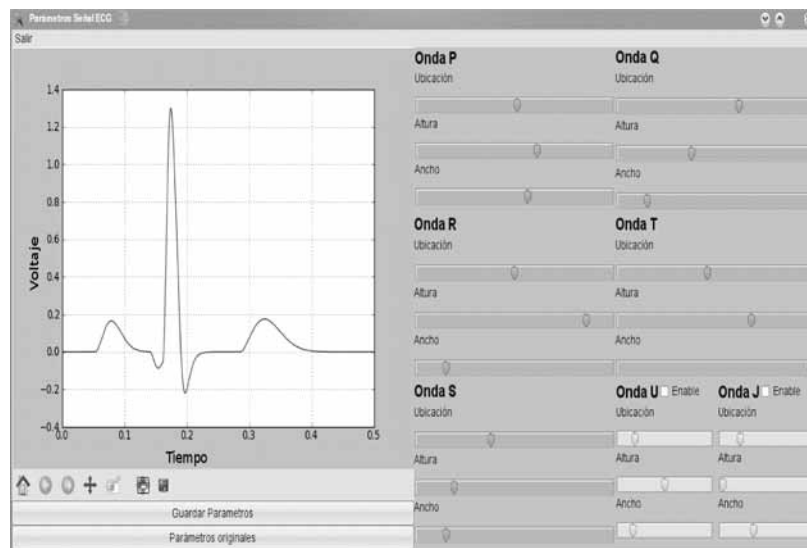 Parámetros Señal ECG
Salir
1.4
1.2
1.0
0.8
0.6
0.4
0.2
0.0
−0.2
−0.4
Voltaje
0.0 0.1 0.2 0.3 0.4 0.5
Tiempo
Guardar Parametros
Parámetros originales
Onda P
Ubicación
Altura
Ancho
Onda Q
Ubicación
Altura
Ancho
Onda R
Ubicación
Altura
Ancho
Onda T
Ubicación
Altura
Ancho
Onda S
Ubicación
Altura
Ancho
Onda U Enable
Ubicación
Altura
Ancho
Onda J Enable
Ubicación
Altura
Ancho